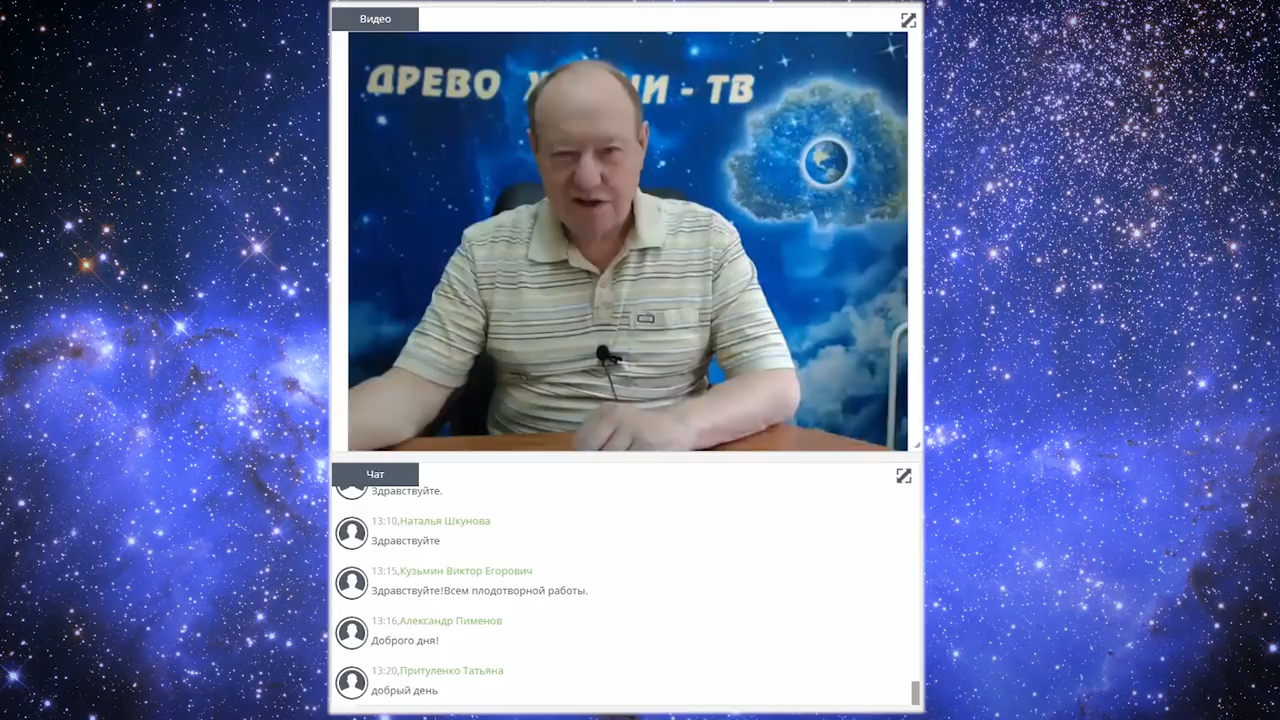 Видео
ДРЕВО И - ТВ
Чат
Здравствуйте.
13:10,Наталья Шкунова
Здравствуйте
13:15,Кузьмин Виктор Егорович
Здравствуйте!Всем плодотворной работы.
13:16,Александр Пименов
Доброго дня!
13:20,Притуленко Татьяна
добрый день